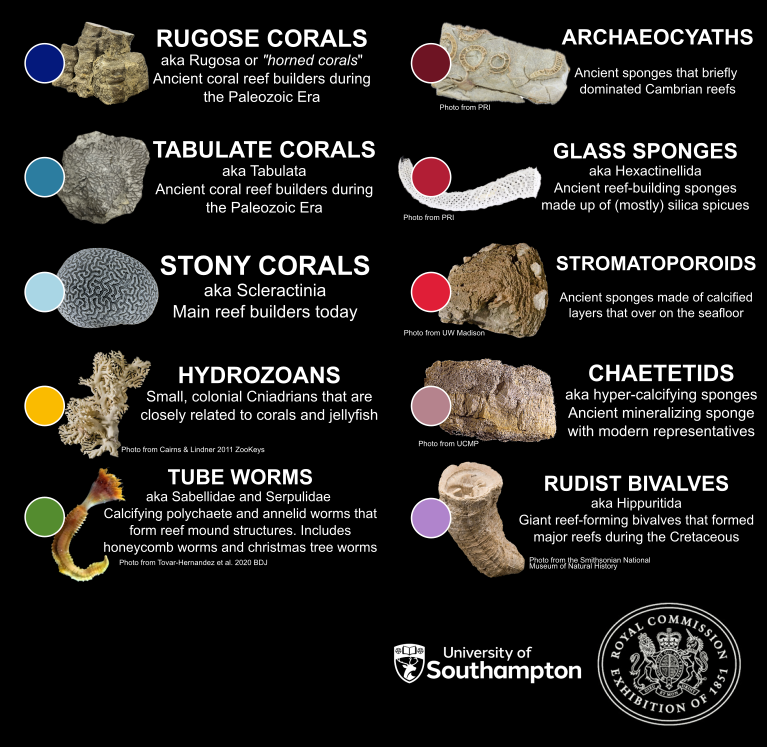 RUGOSE CORALS
aka Rugosa or "horned corals"
Ancient coral reef builders during
the Paleozoic Era
TABULATE CORALS
aka Tabulata
Ancient coral reef builders during
the Paleozoic Era
STONY CORALS
aka Scleractinia
Main reef builders today
HYDROZOANS
Small, colonial Cniadrians that are
closely related to corals and jellyfish
Photo from Cairns & Lindner 2011 ZooKeys
TUBE WORMS
aka Sabellidae and Serpulidae
Calcifying polychaete and annelid worms that
form reef mound structures. Includes
honeycomb worms and christmas tree worms
Photo from Tovar-Hernandez et al. 2020 BDJ
ARCHAEOCYATHS
Ancient sponges that briefly
dominated Cambrian reefs
Photo from PRI
GLASS SPONGES
aka Hexactinellida
Ancient reef-building sponges
made up of (mostly) silica spicues
Photo from PRI
STROMATOPOROIDS
Ancient sponges made of calcified
layers that over on the seafloor
Photo from UW Madison
CHAETETIDS
aka hyper-calcifying sponges
Ancient mineralizing sponge
with modern representatives
Photo from UCMP
RUDIST BIVALVES
aka Hippuritida
Giant reef-forming bivalves that formed
major reefs during the Cretaceous
Photo from the Smithsonian National
Museum of Natural History
University of
Southampton
ROYAL COMMISSION
EXHIBITION OF 1851